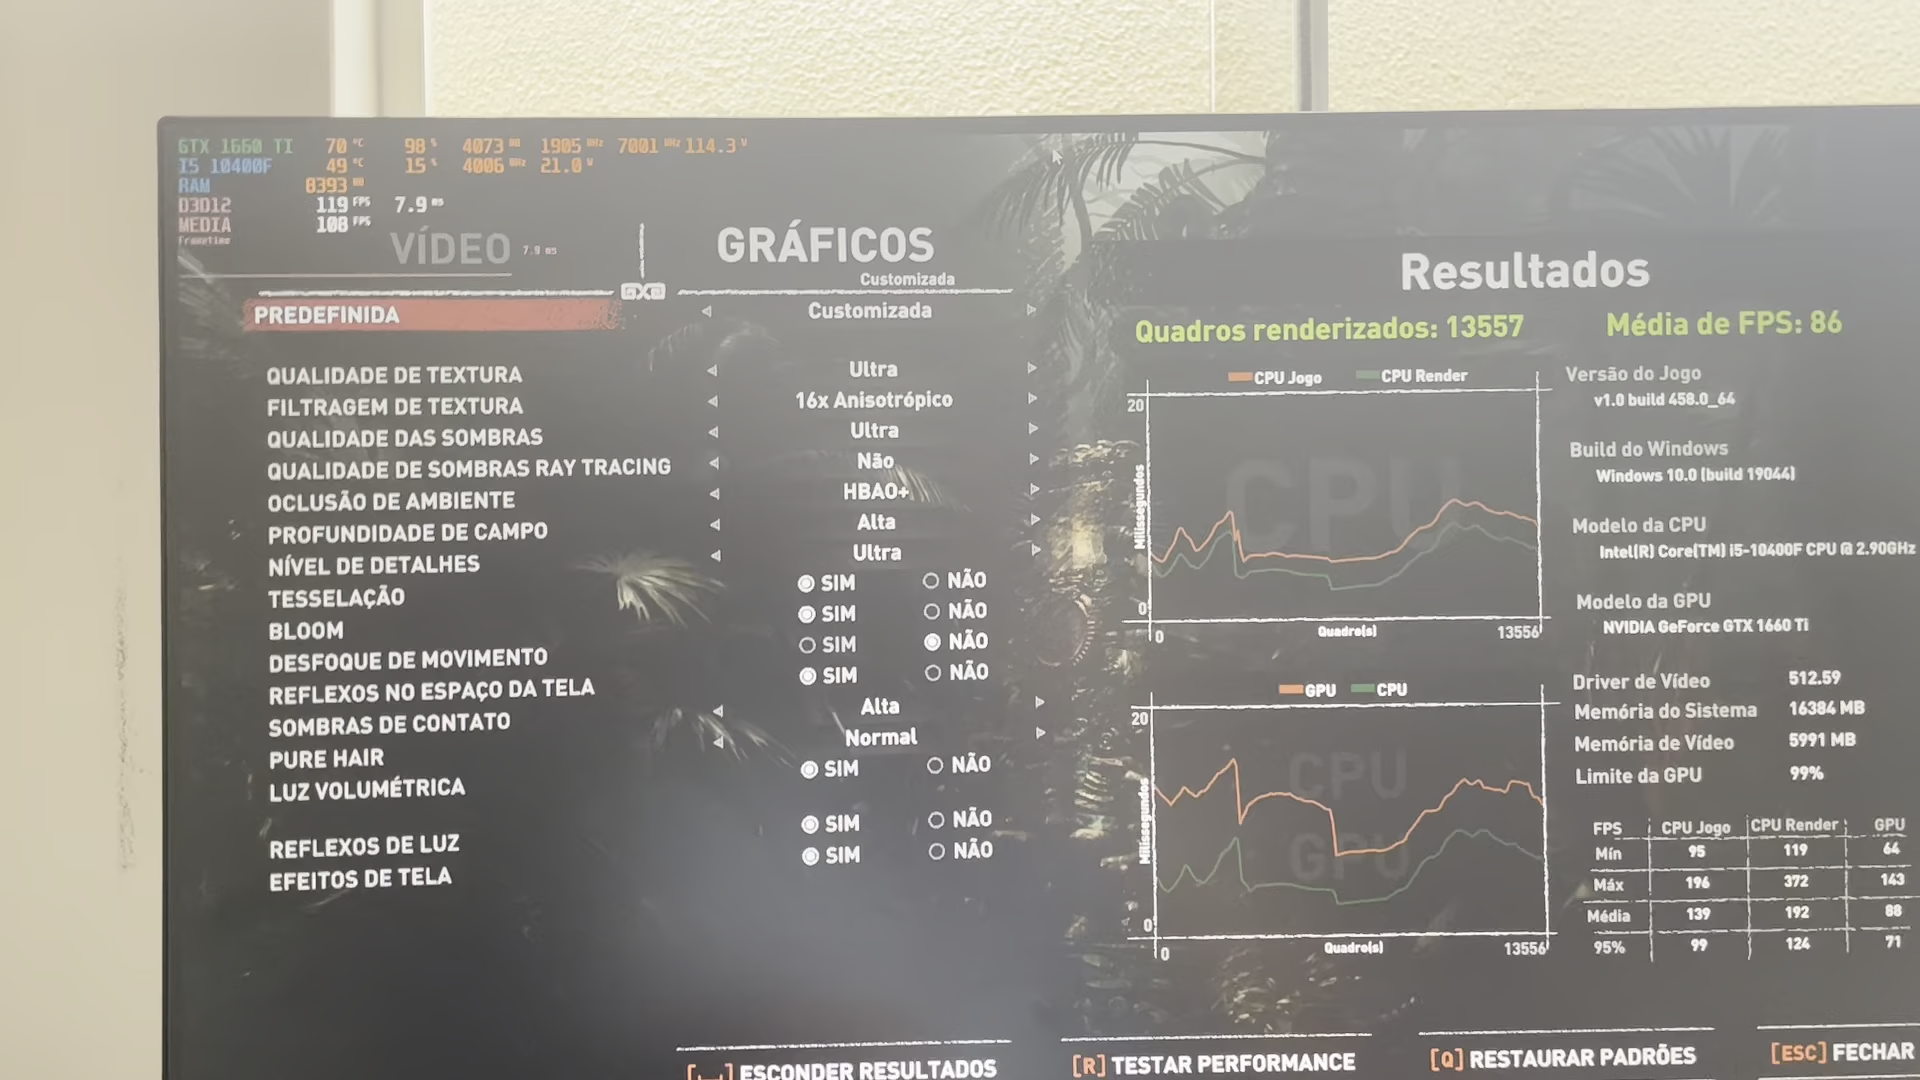 GTX 1660 TI 70 °C 98 % 4073 MB 1905 MHz 7001 MHz 114.3 W
I5 10400F 49 °C 15 % 4006 MHz 21.0 W
RAM 8393 MB
D3D12 119 FPS 7.9 ms
MEDIA 108 FPS
Frametime 7.9 ms
VÍDEO
GRÁFICOS
Customizada
PREDEFINIDA Customizada
QUALIDADE DE TEXTURA Ultra
FILTRAGEM DE TEXTURA 16x Anisotrópico
QUALIDADE DAS SOMBRAS Ultra
QUALIDADE DE SOMBRAS RAY TRACING Não
OCLUSÃO DE AMBIENTE HBAO+
PROFUNDIDADE DE CAMPO Alta
NÍVEL DE DETALHES Ultra
TESSELAÇÃO SIM NÃO
BLOOM SIM NÃO
DESFOQUE DE MOVIMENTO SIM NÃO
REFLEXOS NO ESPAÇO DA TELA SIM NÃO
SOMBRAS DE CONTATO Alta
PURE HAIR Normal
LUZ VOLUMÉTRICA SIM NÃO
REFLEXOS DE LUZ SIM NÃO
EFEITOS DE TELA SIM NÃO
Resultados
Quadros renderizados: 13557 Média de FPS: 86
CPU Jogo CPU Render
20
CPU
Milissegundos
0
0 Quadro(s) 13556
GPU CPU
20
CPU
GPU
Milissegundos
0
0 Quadro(s) 13556
Versão do Jogo
v1.0 build 458.0_64
Build do Windows
Windows 10.0 (build 19044)
Modelo da CPU
Intel(R) Core(TM) i5-10400F CPU @ 2.90GHz
Modelo da GPU
NVIDIA GeForce GTX 1660 Ti
Driver de Vídeo 512.59
Memória do Sistema 16384 MB
Memória de Vídeo 5991 MB
Limite da GPU 99%
FPS CPU Jogo CPU Render GPU
Mín 95 119 64
Máx 196 372 143
Média 139 192 88
95% 99 124 71
[⎵] ESCONDER RESULTADOS [R] TESTAR PERFORMANCE [Q] RESTAURAR PADRÕES [ESC] FECHAR